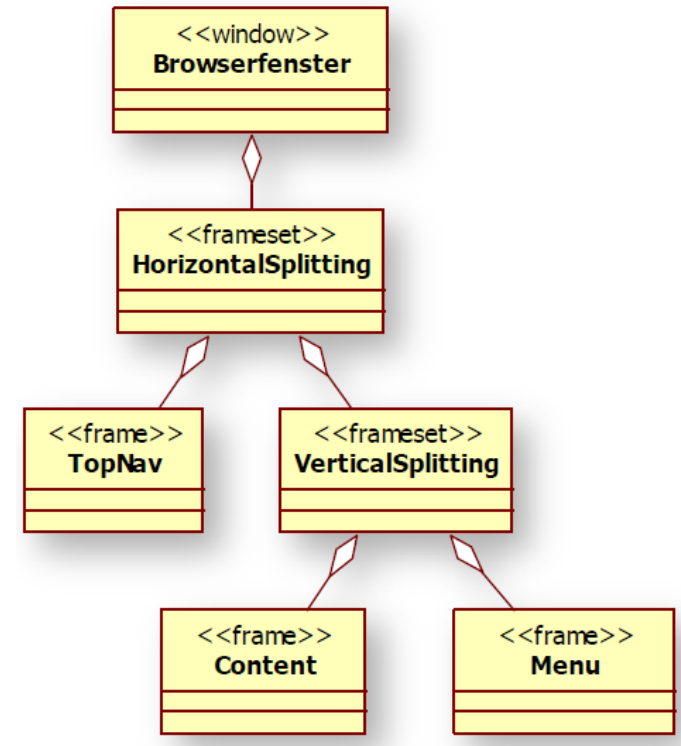 <<window>>
Browserfenster
<<frameset>>
HorizontalSplitting
<<frame>>
TopNav
<<frameset>>
VerticalSplitting
<<frame>>
Content
<<frame>>
Menu